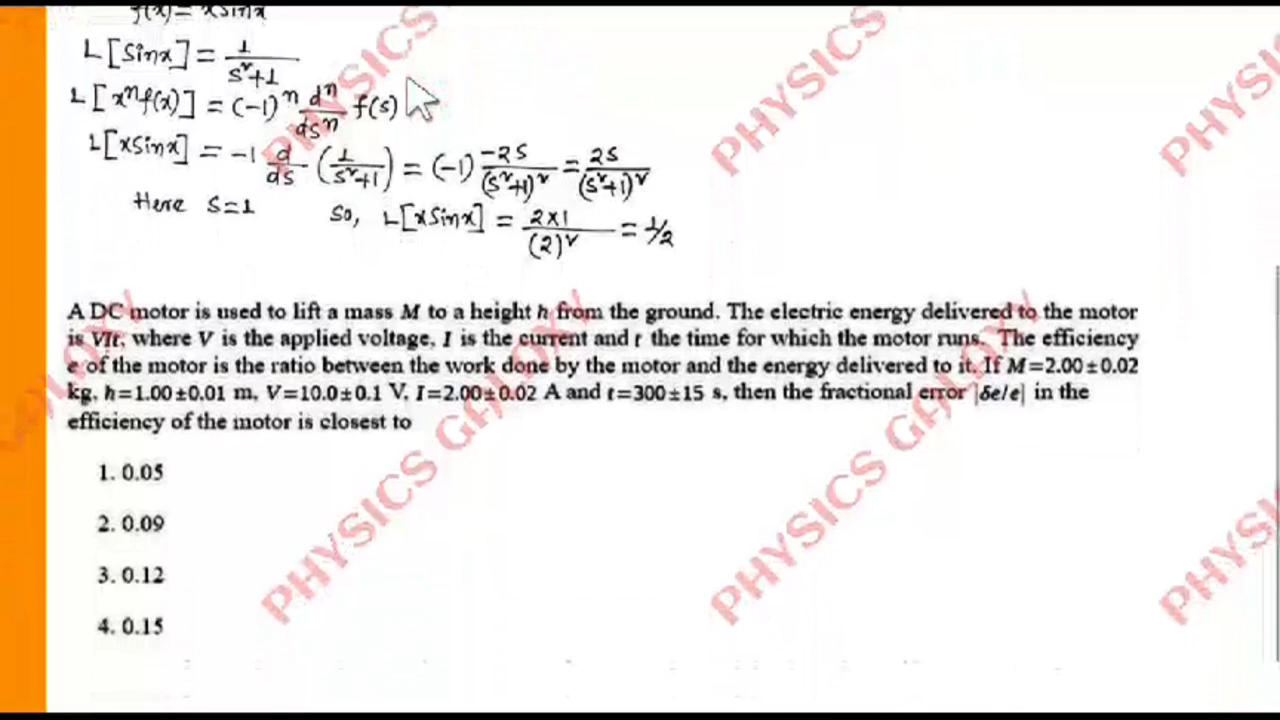 f(x) = xsinx
L[Sinx] = 1/(s²+1)
L[xⁿf(x)] = (-1)ⁿ dⁿ/dsⁿ f(s)
L[xSinx] = -1 d/ds (1/(s²+1)) = (-1) -2s/(s²+1)² = 2s/(s²+1)²
Here S=1 So, L[xSinx] = 2×1/(2)² = 1/2
A DC motor is used to lift a mass M to a height h from the ground. The electric energy delivered to the motor
is VIt, where V is the applied voltage, I is the current and t the time for which the motor runs. The efficiency
e of the motor is the ratio between the work done by the motor and the energy delivered to it. If M=2.00±0.02
kg, h=1.00±0.01 m, V=10.0±0.1 V, I=2.00±0.02 A and t=300±15 s, then the fractional error |δe/e| in the
efficiency of the motor is closest to
1. 0.05
2. 0.09
3. 0.12
4. 0.15
PHYSICS GALAXY
PHYSICS GALAXY